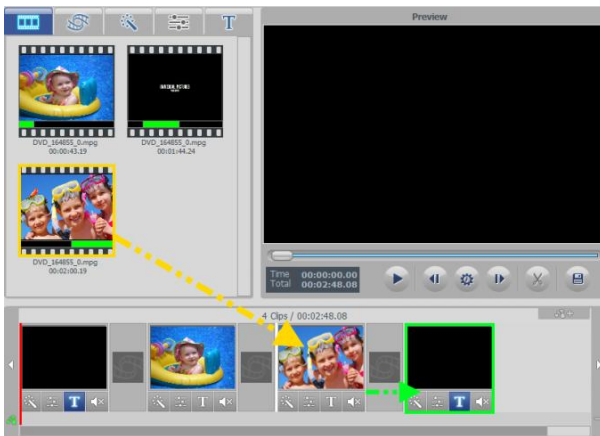 T
Preview
DVD_164855_0.mpg
00:00:43.19
DVD_164855_0.mpg
00:01:44.24
DVD_164855_0.mpg
00:02:00.19
Time 00:00:00.00
Total 00:02:48.08
4 Clips / 00:02:48.08
T
T
T
T